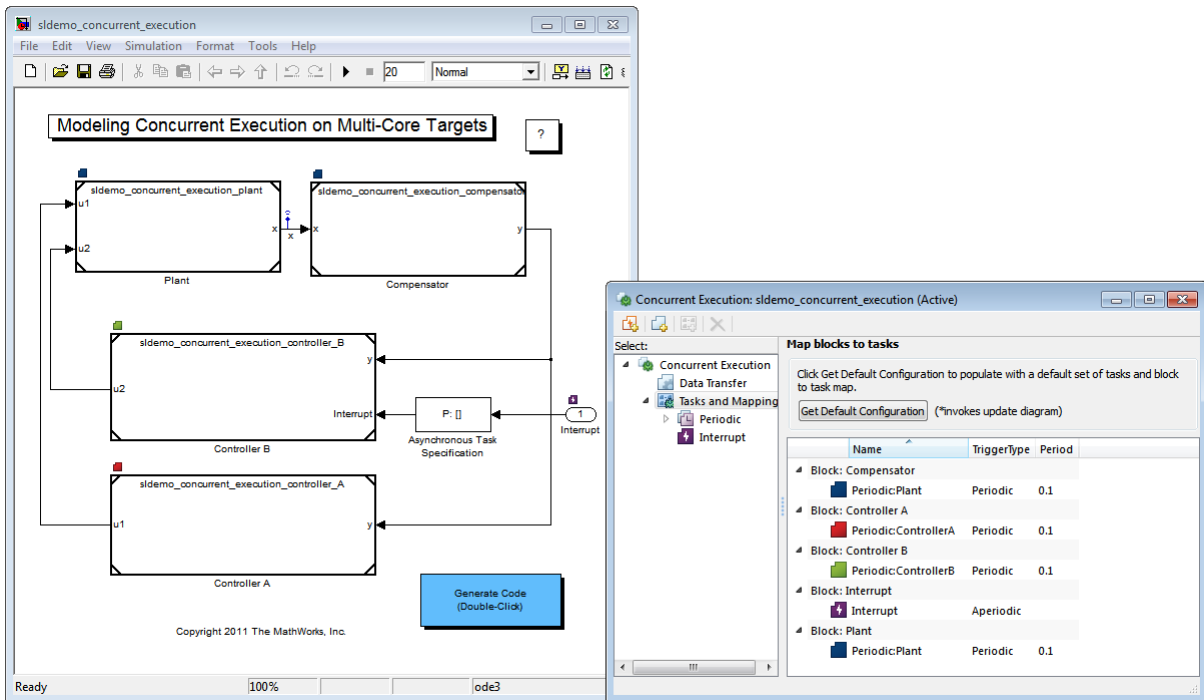 sldemo_concurrent_execution
File Edit View Simulation Format Tools Help
20 Normal
Modeling Concurrent Execution on Multi-Core Targets
?
sldemo_concurrent_execution_plant
u1
u2
x
Plant
x
sldemo_concurrent_execution_compensator
x
y
Compensator
sldemo_concurrent_execution_controller_B
y
u2
Interrupt
Controller B
P: []
Asynchronous Task
Specification
1
Interrupt
sldemo_concurrent_execution_controller_A
u1
y
Controller A
Generate Code
(Double-Click)
Copyright 2011 The MathWorks, Inc.
Ready 100% ode3
Concurrent Execution: sldemo_concurrent_execution (Active)
Select:
Concurrent Execution
Data Transfer
Tasks and Mapping
Periodic
Interrupt
Map blocks to tasks
Click Get Default Configuration to populate with a default set of tasks and block
to task map.
Get Default Configuration (*invokes update diagram)
Name TriggerType Period
Block: Compensator
Periodic:Plant Periodic 0.1
Block: Controller A
Periodic:ControllerA Periodic 0.1
Block: Controller B
Periodic:ControllerB Periodic 0.1
Block: Interrupt
Interrupt Aperiodic
Block: Plant
Periodic:Plant Periodic 0.1